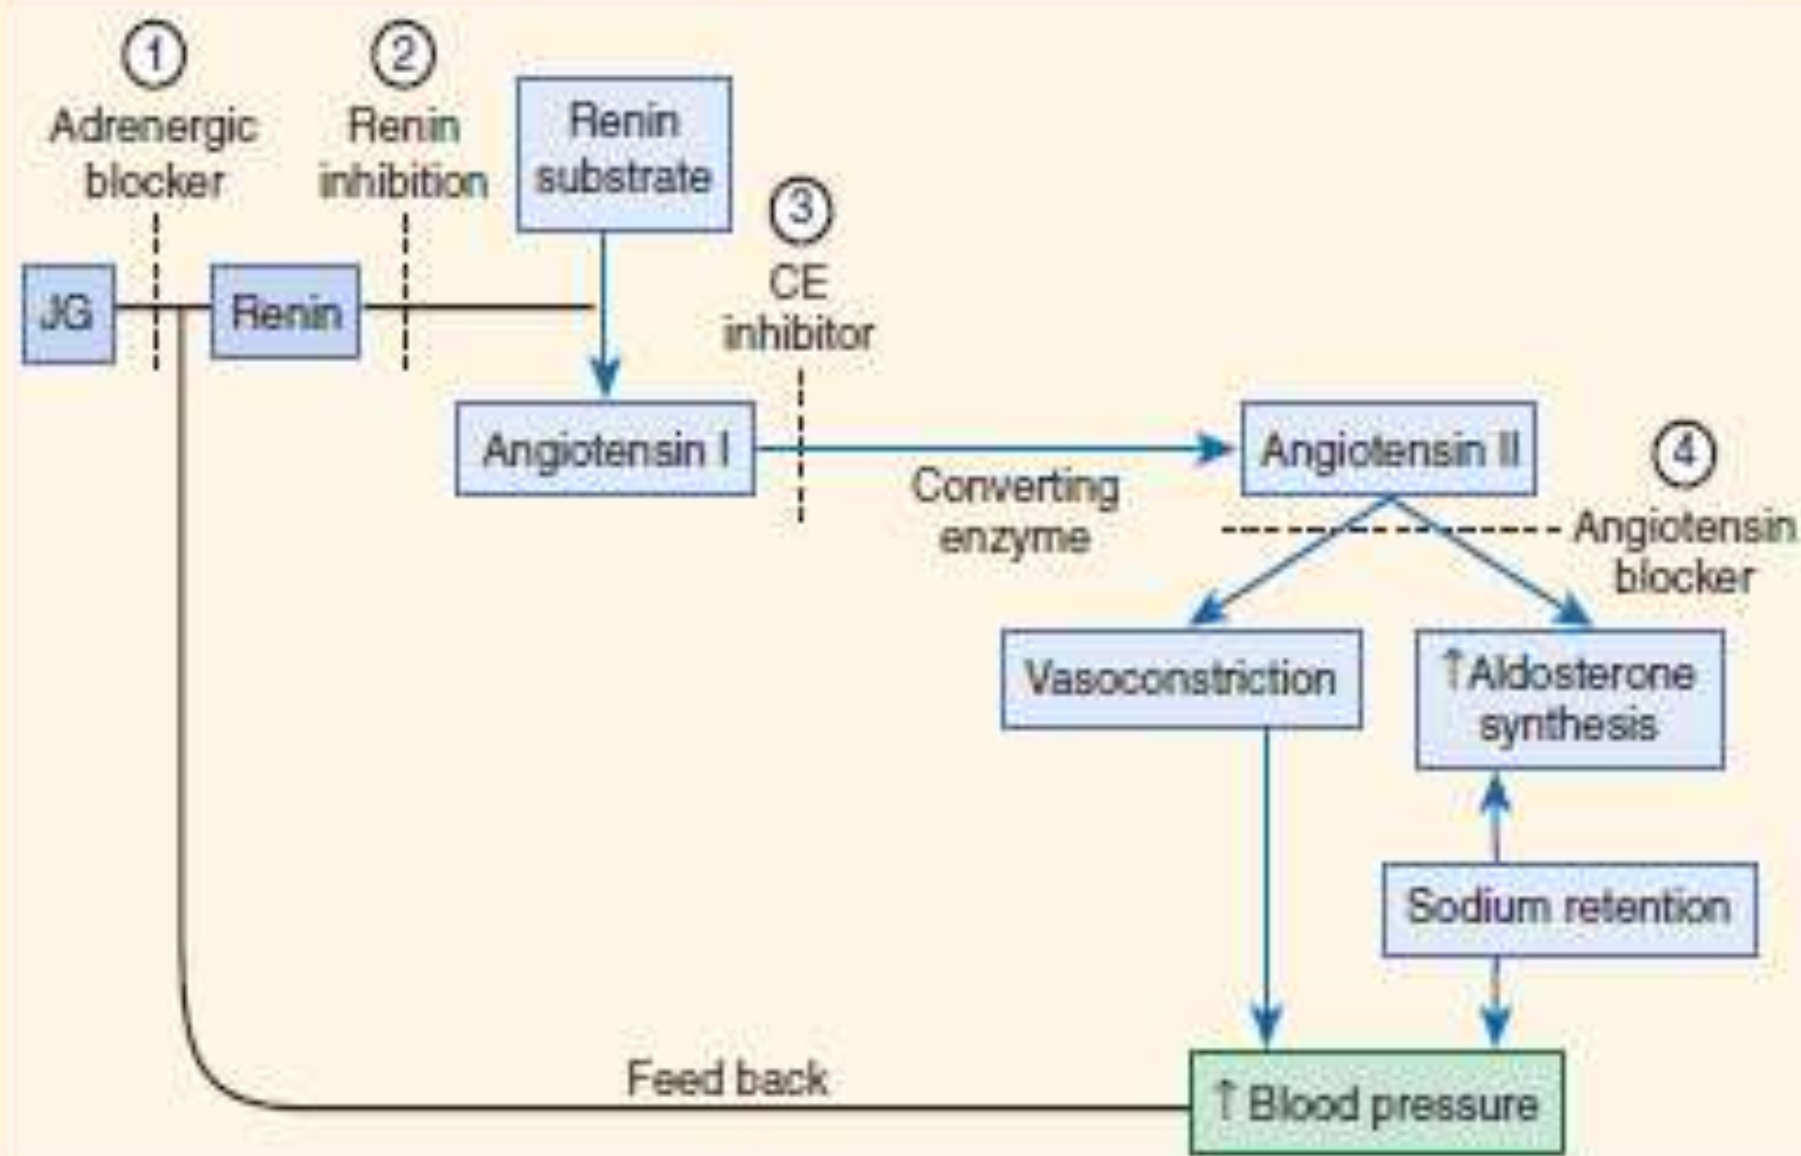 1
Adrenergic
blocker
2
Renin
inhibition
Renin
substrate
3
CE
inhibitor
JG
Renin
Angiotensin I
Converting
enzyme
Angiotensin II
4
Angiotensin
blocker
Vasoconstriction
↑Aldosterone
synthesis
Sodium retention
Feed back
↑ Blood pressure